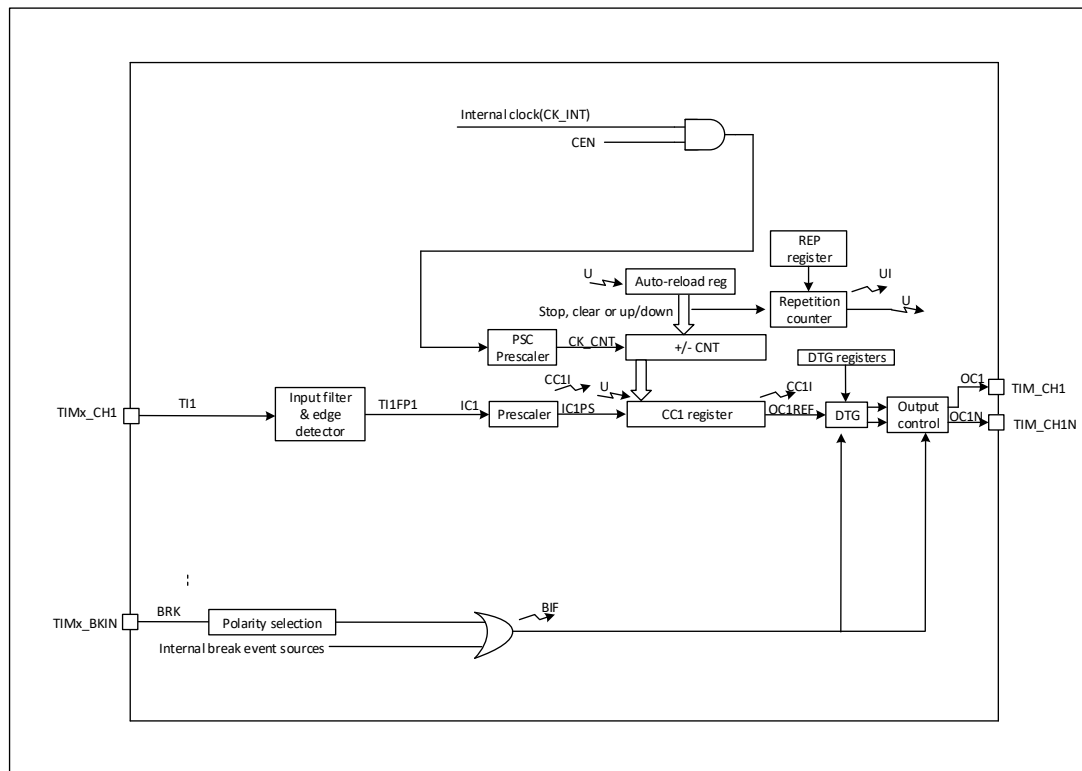 Internal clock(CK_INT)
CEN
REP
register
U
Auto-reload reg
UI
Repetition
counter
U
Stop, clear or up/down
PSC
Prescaler
CK_CNT
+/- CNT
DTG registers
CC1I
U
CC1I
OC1
TIM_CH1
TIMx_CH1
TI1
Input filter
& edge
detector
TI1FP1
IC1
Prescaler
IC1PS
CC1 register
OC1REF
DTG
Output
control
OC1N
TIM_CH1N
TIMx_BKIN
BRK
Polarity selection
BIF
Internal break event sources